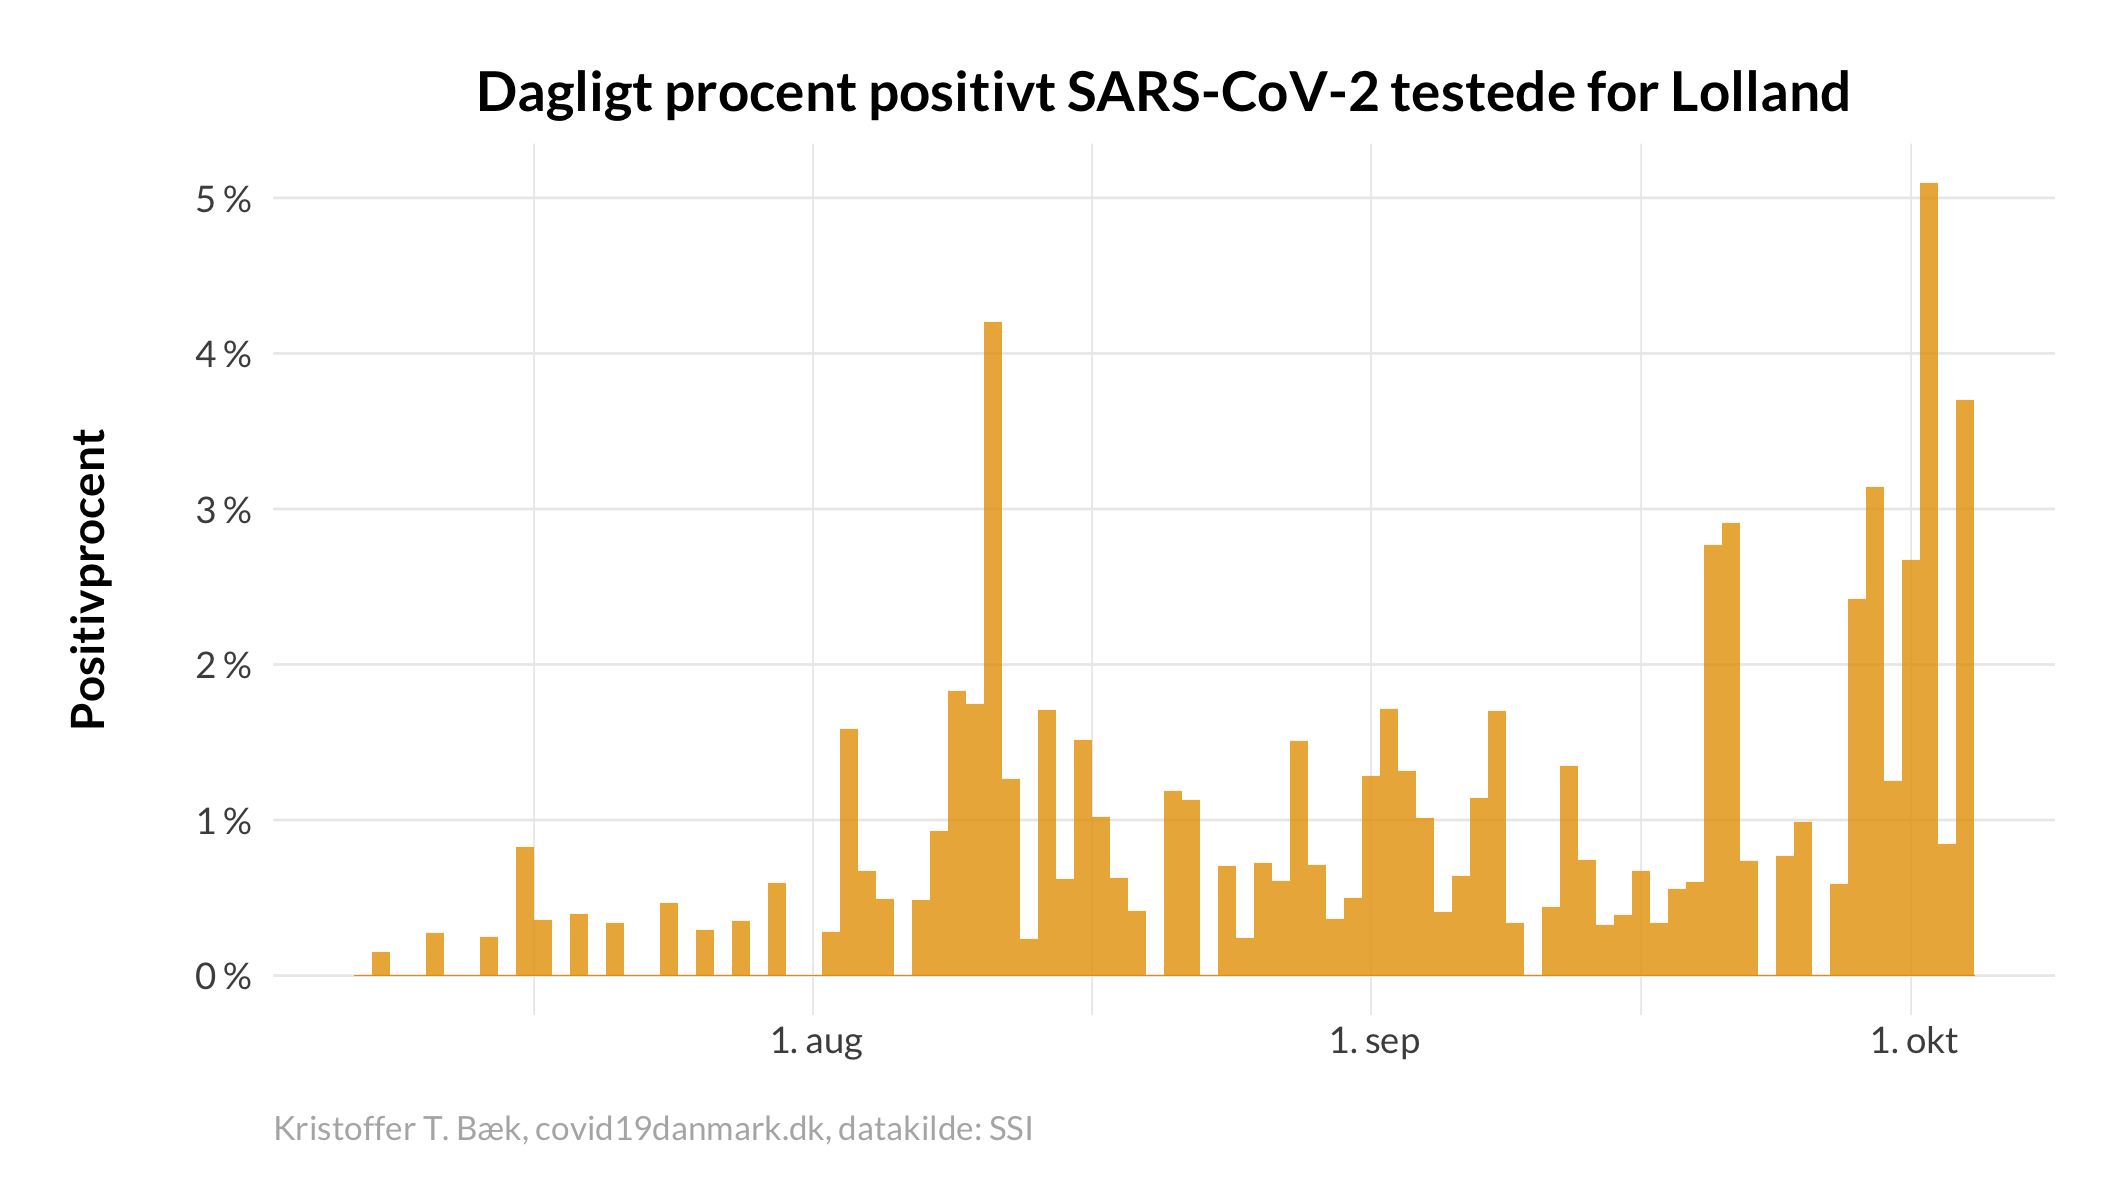 Dagligt procent positivt SARS-CoV-2 testede for Lolland
Positivprocent
5 %
4 %
3 %
2 %
1 %
0 %
1. aug
1. sep
1. okt
Kristoffer T. Bæk, covid19danmark.dk, datakilde: SSI